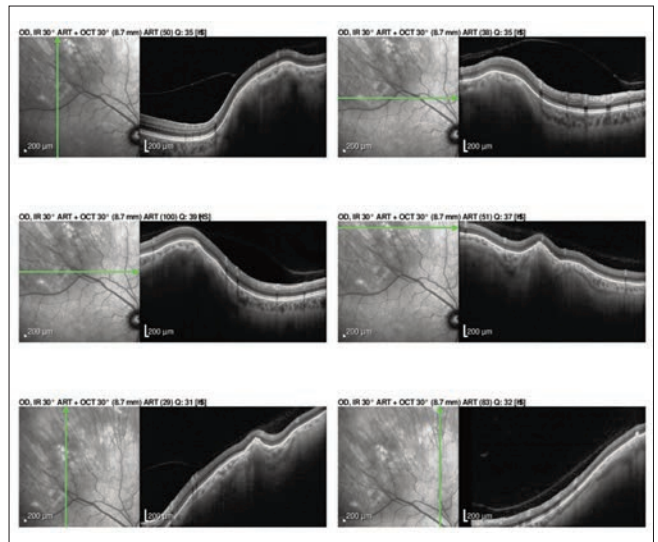 OD, IR 30° ART + OCT 30° (8.7 mm) ART (50) Q: 35 [HS]
200 µm
200 µm
OD, IR 30° ART + OCT 30° (8.7 mm) ART (38) Q: 35 [HS]
200 µm
200 µm
OD, IR 30° ART + OCT 30° (8.7 mm) ART (100) Q: 39 [HS]
200 µm
200 µm
OD, IR 30° ART + OCT 30° (8.7 mm) ART (51) Q: 37 [HS]
200 µm
200 µm
OD, IR 30° ART + OCT 30° (8.7 mm) ART (29) Q: 31 [HS]
200 µm
200 µm
OD, IR 30° ART + OCT 30° (8.7 mm) ART (83) Q: 32 [HS]
200 µm
200 µm